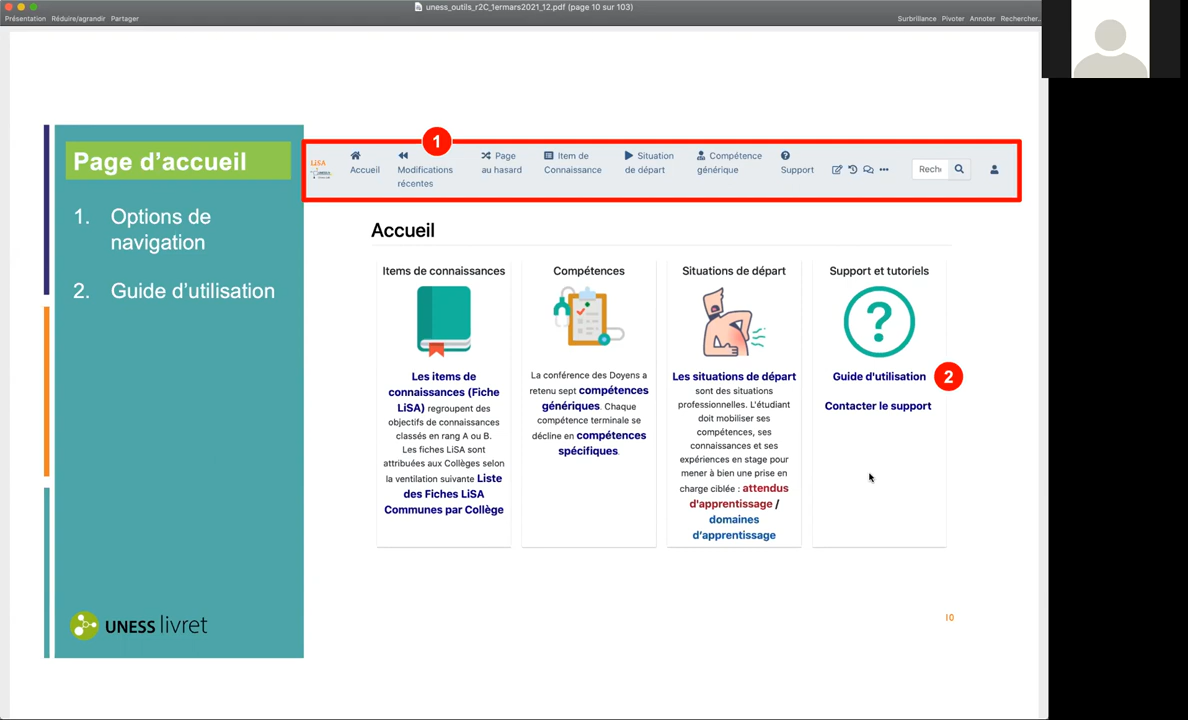 uness_outils_r2C_1ermars2021_12.pdf (page 10 sur 103)
Présentation Réduire/agrandir Partager
Surbrillance Pivoter Annoter Rechercher...
Page d'accueil
1. Options de
navigation
2. Guide d'utilisation
UNESS livret
1
LiSA
Accueil
Modifications
récentes
Page
au hasard
Item de
Connaissance
Situation
de départ
Compétence
générique
Support
Rech
Accueil
Items de connaissances
Les items de
connaissances (Fiche
LiSA) regroupent des
objectifs de connaissances
classés en rang A ou B.
Les fiches LiSA sont
attribuées aux Collèges selon
la ventilation suivante Liste
des Fiches LiSA
Communes par Collège
Compétences
La conférence des Doyens a
retenu sept compétences
génériques. Chaque
compétence terminale se
décline en compétences
spécifiques.
Situations de départ
Les situations de départ
sont des situations
professionnelles. L'étudiant
doit mobiliser ses
compétences, ses
connaissances et ses
expériences en stage pour
mener à bien une prise en
charge ciblée : attendus
d'apprentissage /
domaines
d'apprentissage
Support et tutoriels
?
Guide d'utilisation
2
Contacter le support
10